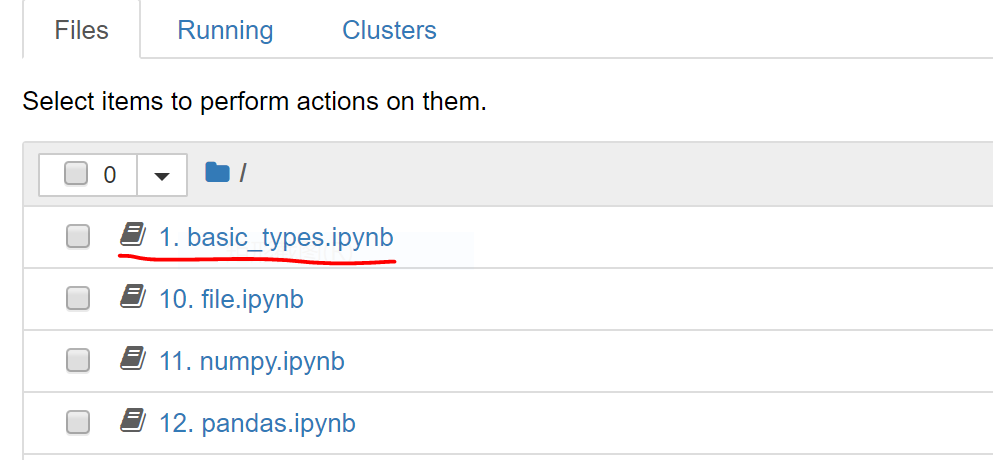 Files Running Clusters
Select items to perform actions on them.
0 /
1. basic_types.ipynb
10. file.ipynb
11. numpy.ipynb
12. pandas.ipynb